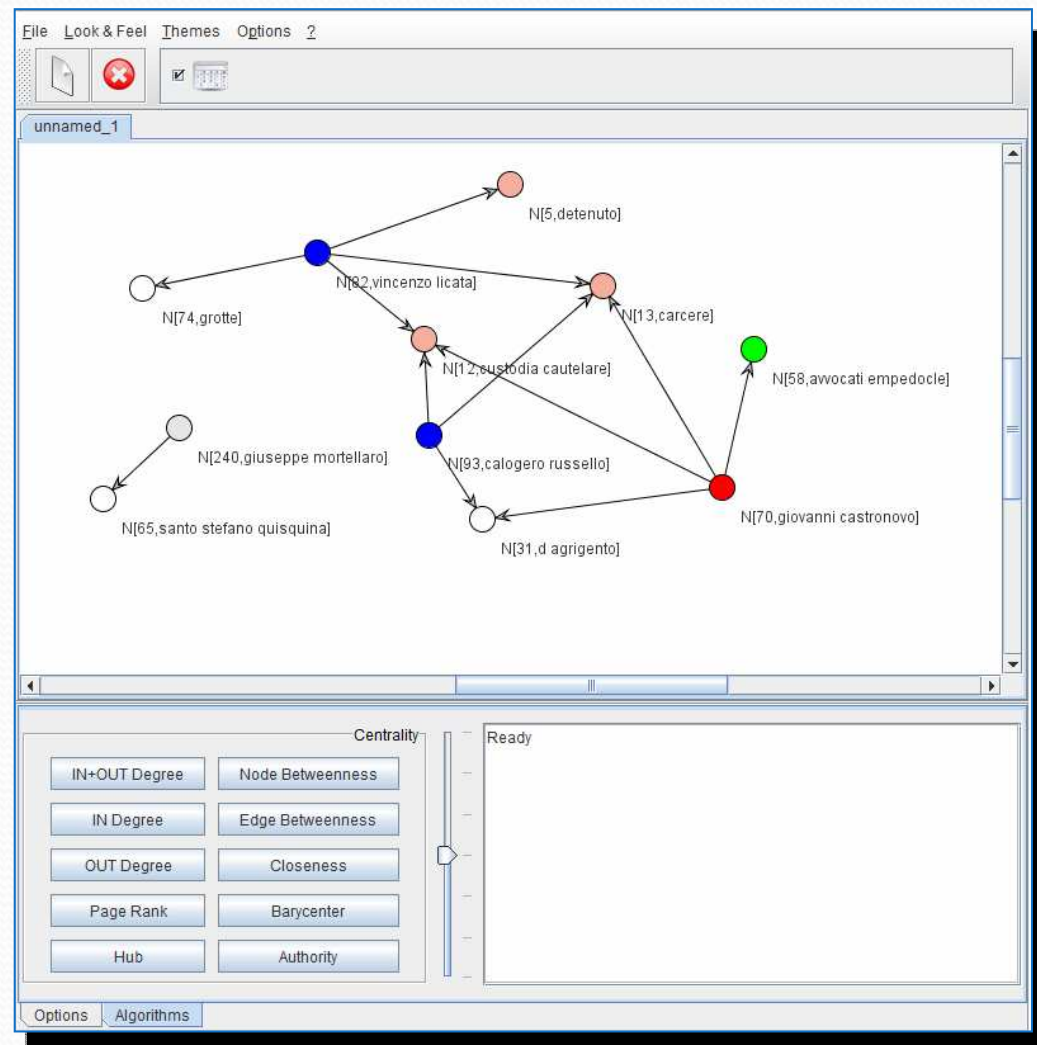 File Look & Feel Themes Options ?
unnamed_1
N[5,detenuto]
N[82,vincenzo licata]
N[74,grotte]
N[13,carcere]
N[12,custodia cautelare]
N[58,avvocati empedocle]
N[240,giuseppe mortellaro]
N[93,calogero russello]
N[65,santo stefano quisquina]
N[70,giovanni castronovo]
N[31,d agrigento]
Centrality
Ready
IN+OUT Degree Node Betweenness
IN Degree Edge Betweenness
OUT Degree Closeness
Page Rank Barycenter
Hub Authority
Options Algorithms